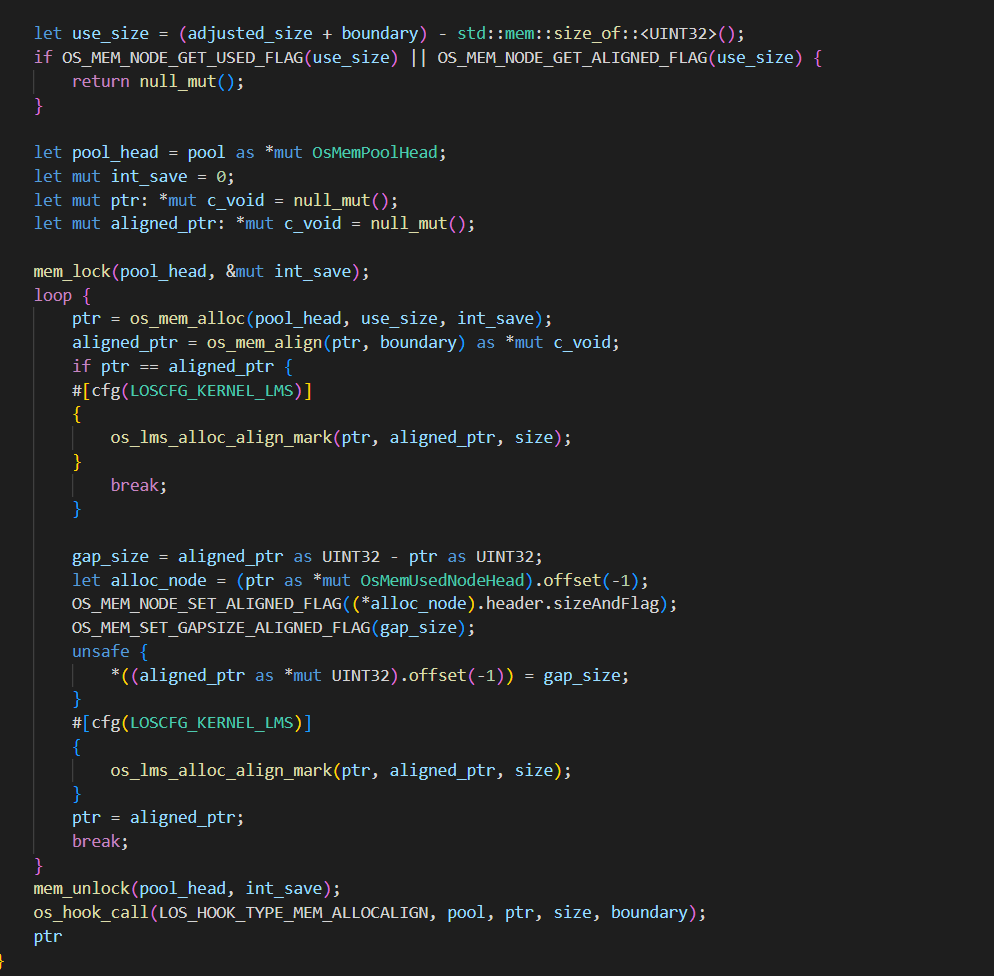 let use_size = (adjusted_size + boundary) - std::mem::size_of::<UINT32>();
if OS_MEM_NODE_GET_USED_FLAG(use_size) || OS_MEM_NODE_GET_ALIGNED_FLAG(use_size) {
    return null_mut();
}

let pool_head = pool as *mut OsMemPoolHead;
let mut int_save = 0;
let mut ptr: *mut c_void = null_mut();
let mut aligned_ptr: *mut c_void = null_mut();

mem_lock(pool_head, &mut int_save);
loop {
    ptr = os_mem_alloc(pool_head, use_size, int_save);
    aligned_ptr = os_mem_align(ptr, boundary) as *mut c_void;
    if ptr == aligned_ptr {
    #[cfg(LOSCFG_KERNEL_LMS)]
    {
        os_lms_alloc_align_mark(ptr, aligned_ptr, size);
    }
        break;
    }

    gap_size = aligned_ptr as UINT32 - ptr as UINT32;
    let alloc_node = (ptr as *mut OsMemUsedNodeHead).offset(-1);
    OS_MEM_NODE_SET_ALIGNED_FLAG((*alloc_node).header.sizeAndFlag);
    OS_MEM_SET_GAPSIZE_ALIGNED_FLAG(gap_size);
    unsafe {
        *((aligned_ptr as *mut UINT32).offset(-1)) = gap_size;
    }
    #[cfg(LOSCFG_KERNEL_LMS)]
    {
        os_lms_alloc_align_mark(ptr, aligned_ptr, size);
    }
    ptr = aligned_ptr;
    break;
}
mem_unlock(pool_head, int_save);
os_hook_call(LOS_HOOK_TYPE_MEM_ALLOCALIGN, pool, ptr, size, boundary);
ptr
}